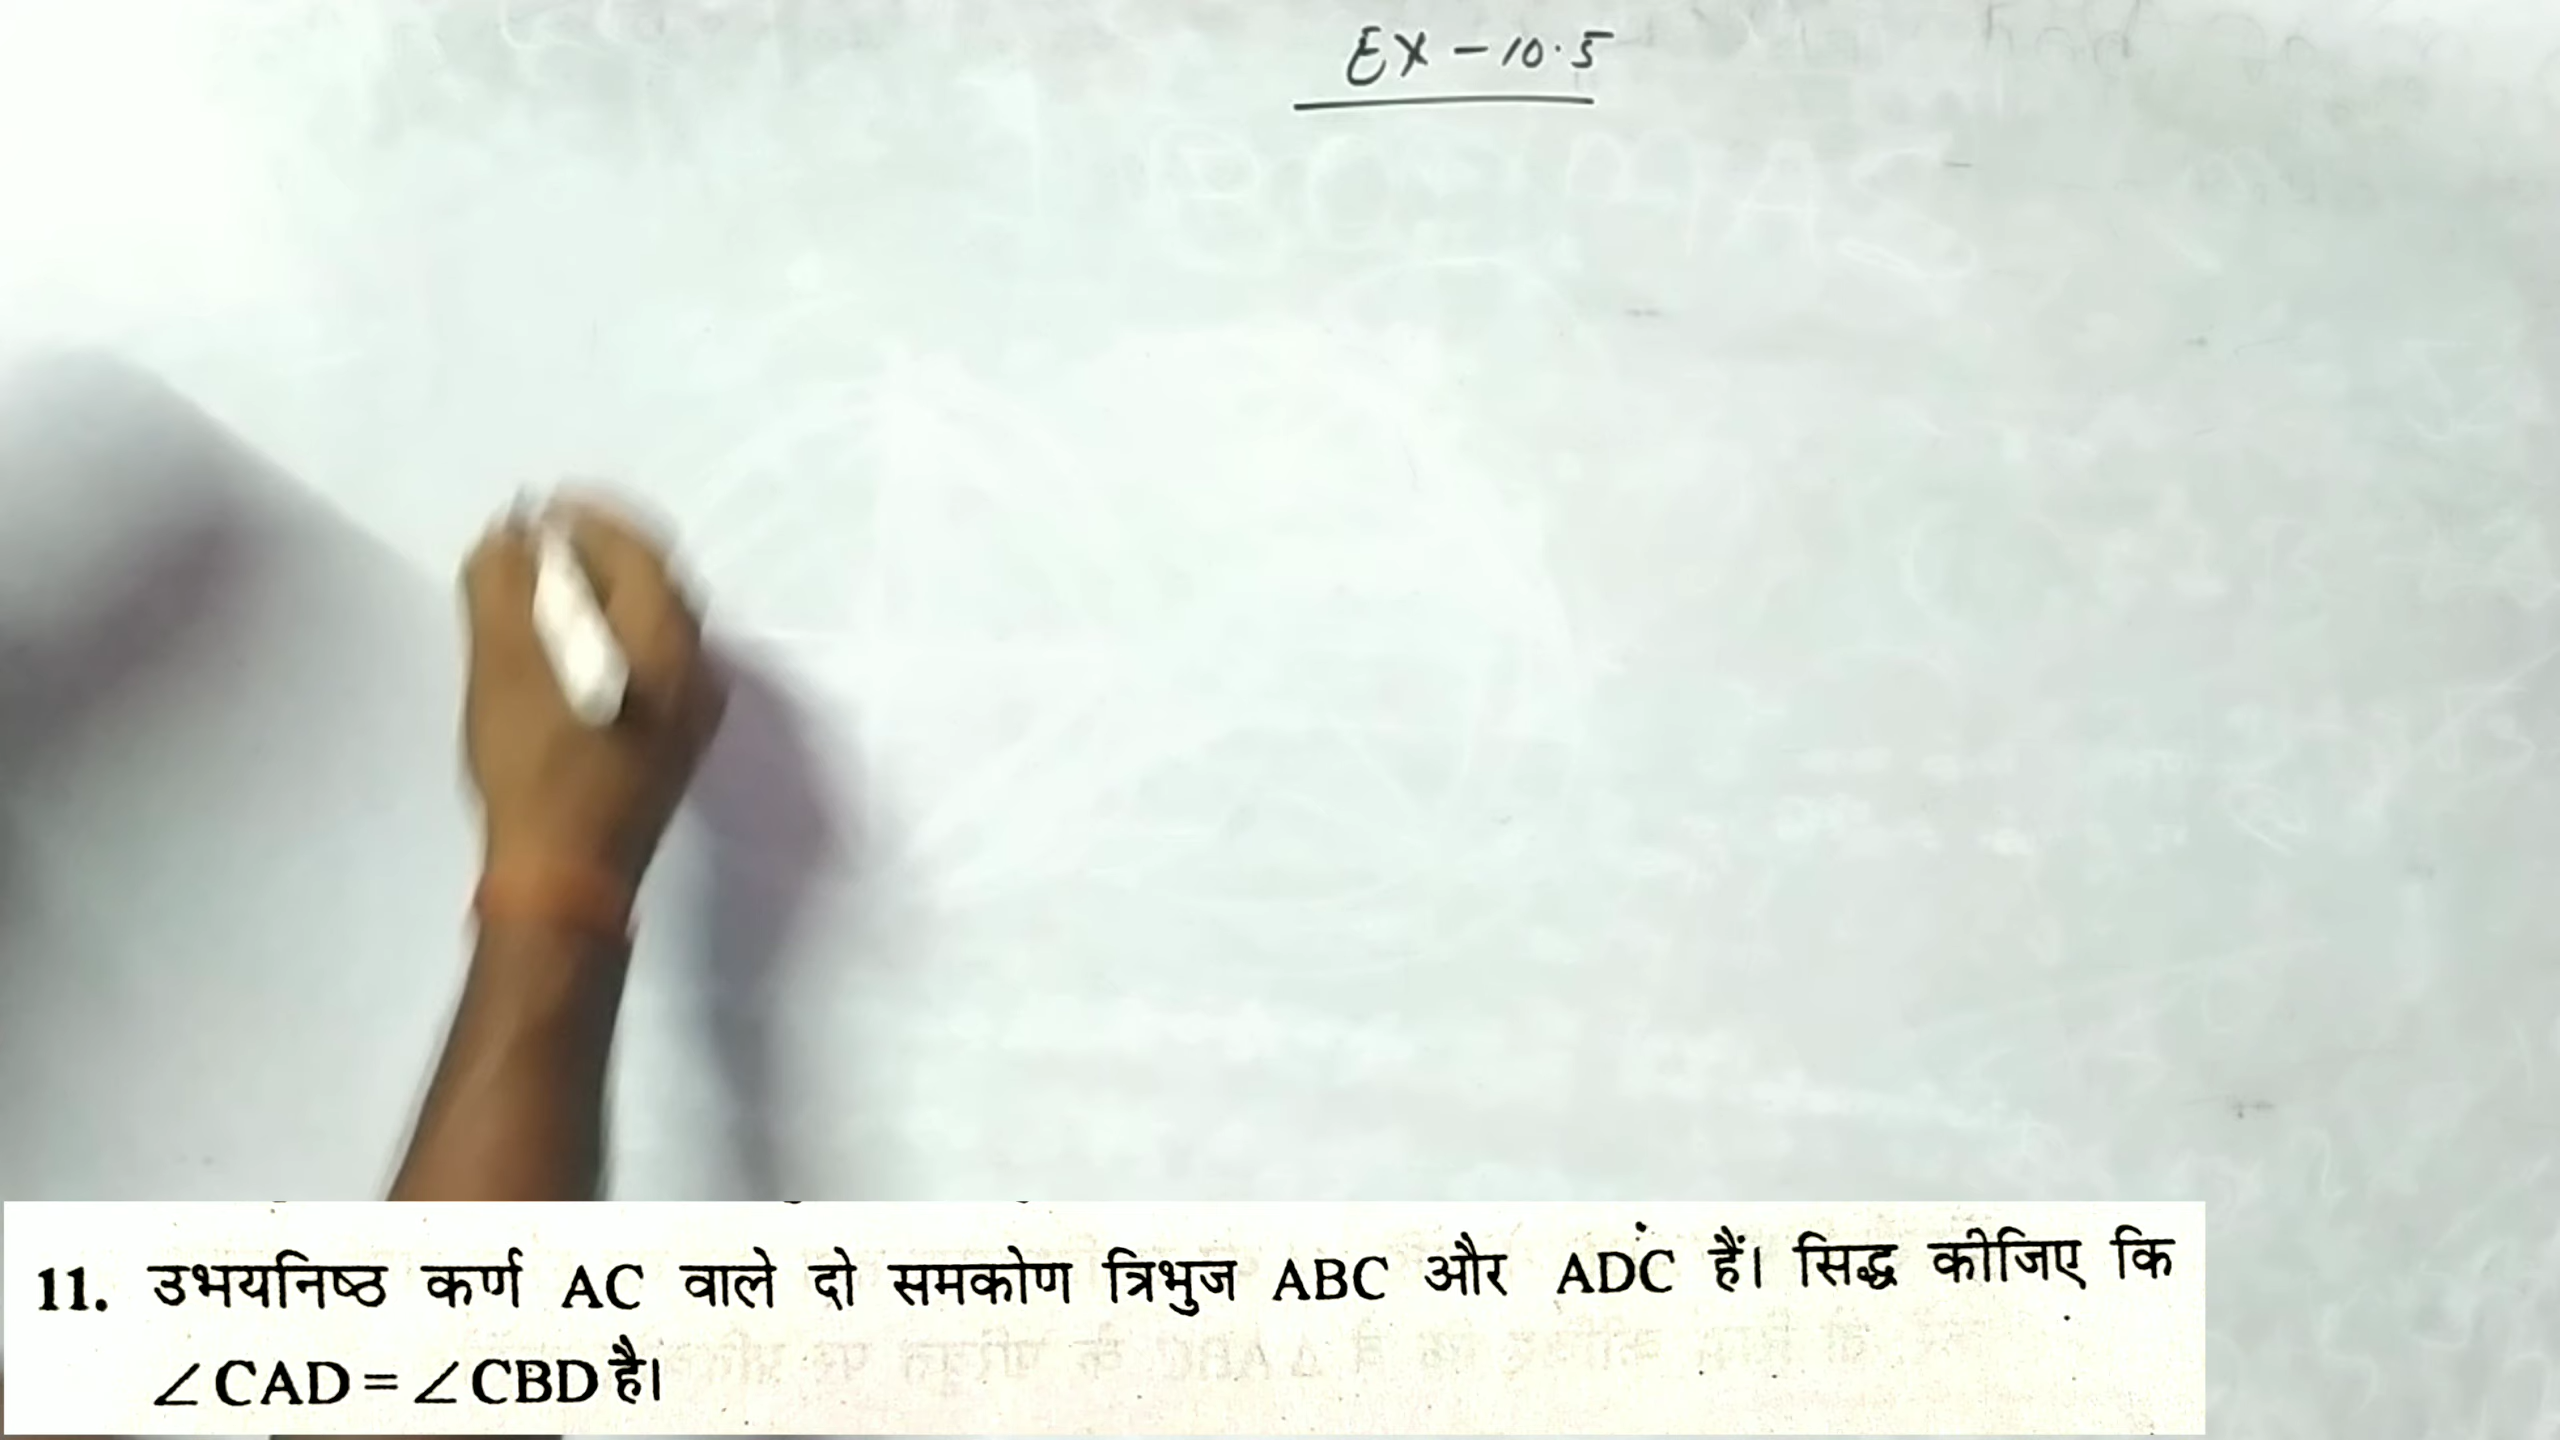 EX - 10.5
11. उभयनिष्ठ कर्ण AC वाले दो समकोण त्रिभुज ABC और ADC हैं। सिद्ध कीजिए कि
∠CAD = ∠CBD है।